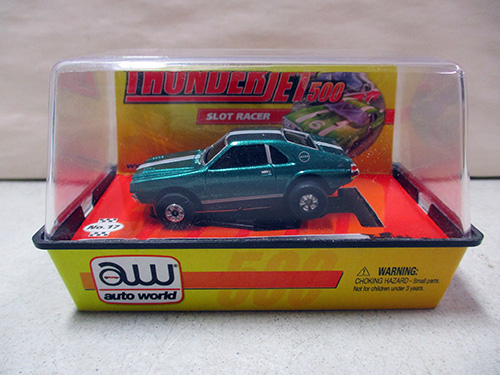 THUNDERJET 500
SLOT RACER
No. 17
aw
auto world
500
WARNING:
CHOKING HAZARD - Small parts.
Not for children under 3 years.